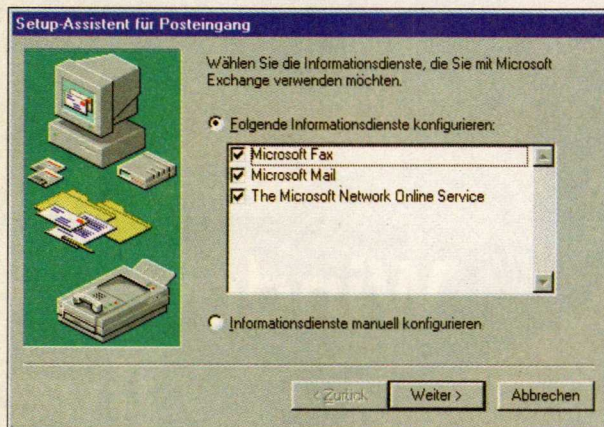 Setup-Assistent für Posteingang
Wählen Sie die Informationsdienste, die Sie mit Microsoft
Exchange verwenden möchten.
Folgende Informationsdienste konfigurieren:
Microsoft Fax
Microsoft Mail
The Microsoft Network Online Service
Informationsdienste manuell konfigurieren
< Zurück
Weiter >
Abbrechen